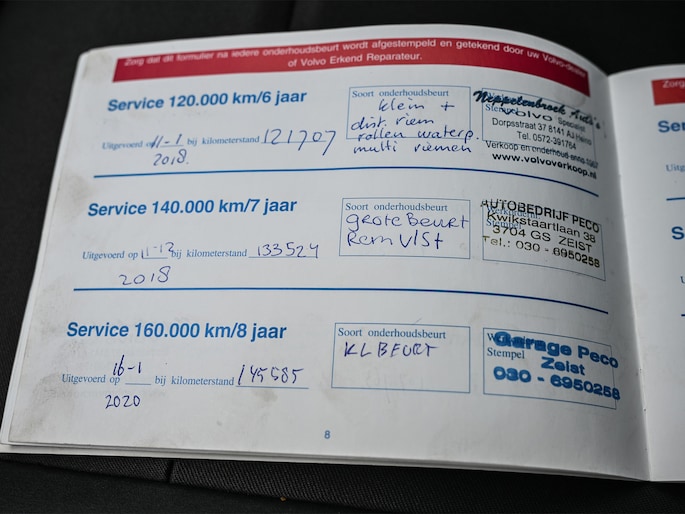 Zorg dat dit formulier na iedere onderhoudsbeurt wordt afgestempeld en getekend door uw Volvo-dealer
of Volvo Erkend Reparateur.
Service 120.000 km/6 jaar
Uitgevoerd op 11-1 bij kilometerstand 121707
2018.
Soort onderhoudsbeurt
klein +
dist. riem
rollen waterp.
multi riemen
Neppelenbroek Auto's
Volvo Specialist
Dorpsstraat 37 8141 AJ Heino
Tel. 0572-391764
Verkoop en onderhoud
www.volvoverkoop.nl
Service 140.000 km/7 jaar
Uitgevoerd op 11-12 bij kilometerstand 133524
2018
Soort onderhoudsbeurt
grote Beurt
Rem VlSt
AUTOBEDRIJF PECO
Kwikstaartlaan 38
Stempel
3704 GS ZEIST
Tel.: 030 - 6950258
Service 160.000 km/8 jaar
Uitgevoerd op 16-1 bij kilometerstand 145585
2020
Soort onderhoudsbeurt
KL BEURT
Garage Peco
Stempel
Zeist
030 - 6950258
8
Zorg
Se
S